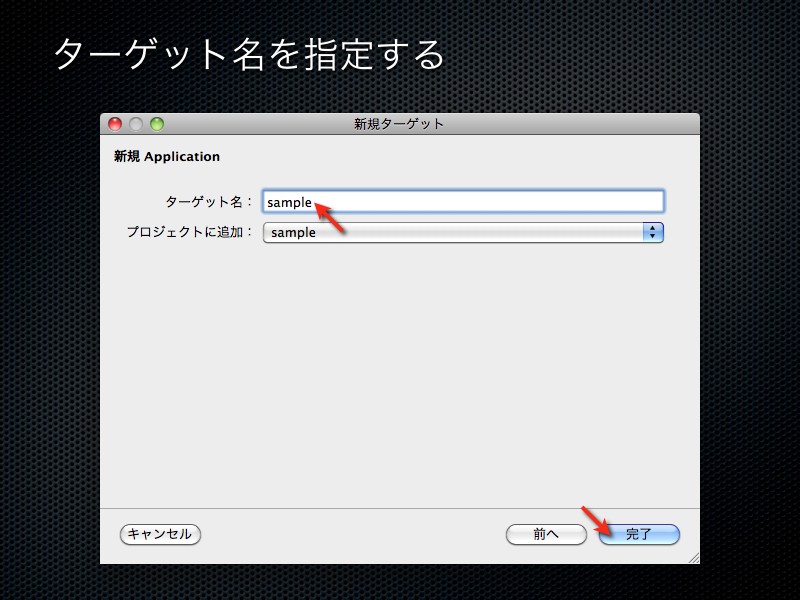 ターゲット名を指定する
新規ターゲット
新規 Application
ターゲット名： sample
プロジェクトに追加： sample
キャンセル 前へ 完了